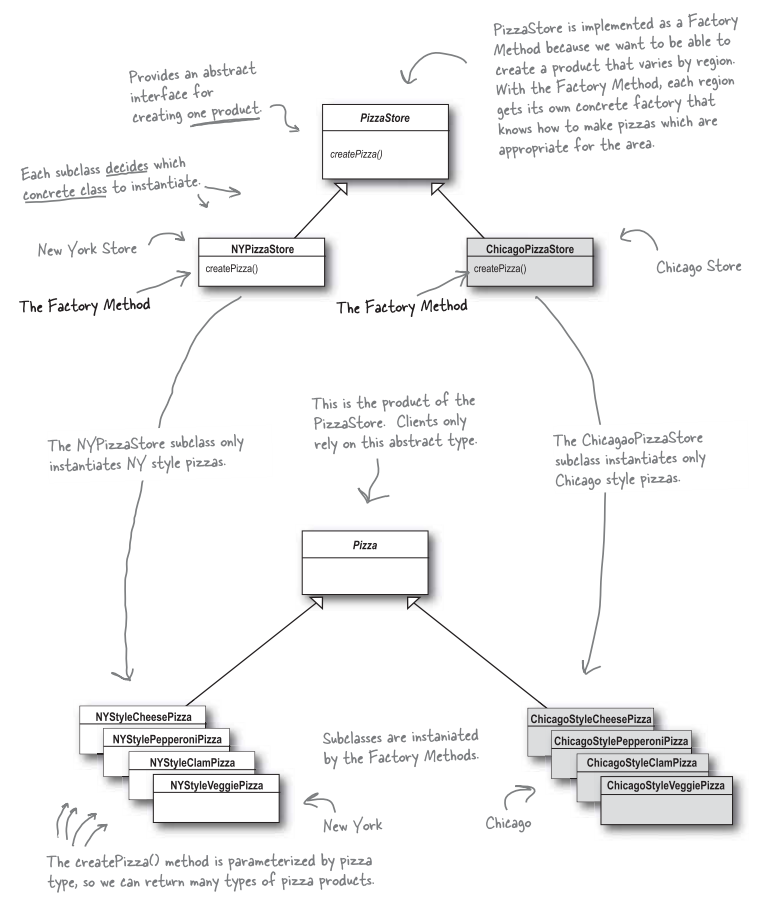 PizzaStore is implemented as a Factory
Method because we want to be able to
create a product that varies by region.
With the Factory Method, each region
gets its own concrete factory that
knows how to make pizzas which are
appropriate for the area.
Provides an abstract
interface for
creating one product.
PizzaStore
createPizza()
Each subclass decides which
concrete class to instantiate.
New York Store
NYPizzaStore
createPizza()
The Factory Method
ChicagoPizzaStore
createPizza()
The Factory Method
Chicago Store
The NYPizzaStore subclass only
instantiates NY style pizzas.
This is the product of the
PizzaStore. Clients only
rely on this abstract type.
The ChicagaoPizzaStore
subclass instantiates only
Chicago style pizzas.
Pizza
NYStyleCheesePizza
NYStylePepperoniPizza
NYStyleClamPizza
NYStyleVeggiePizza
Subclasses are instaniated
by the Factory Methods.
ChicagoStyleCheesePizza
ChicagoStylePepperoniPizza
ChicagoStyleClamPizza
ChicagoStyleVeggiePizza
New York
Chicago
The createPizza() method is parameterized by pizza
type, so we can return many types of pizza products.